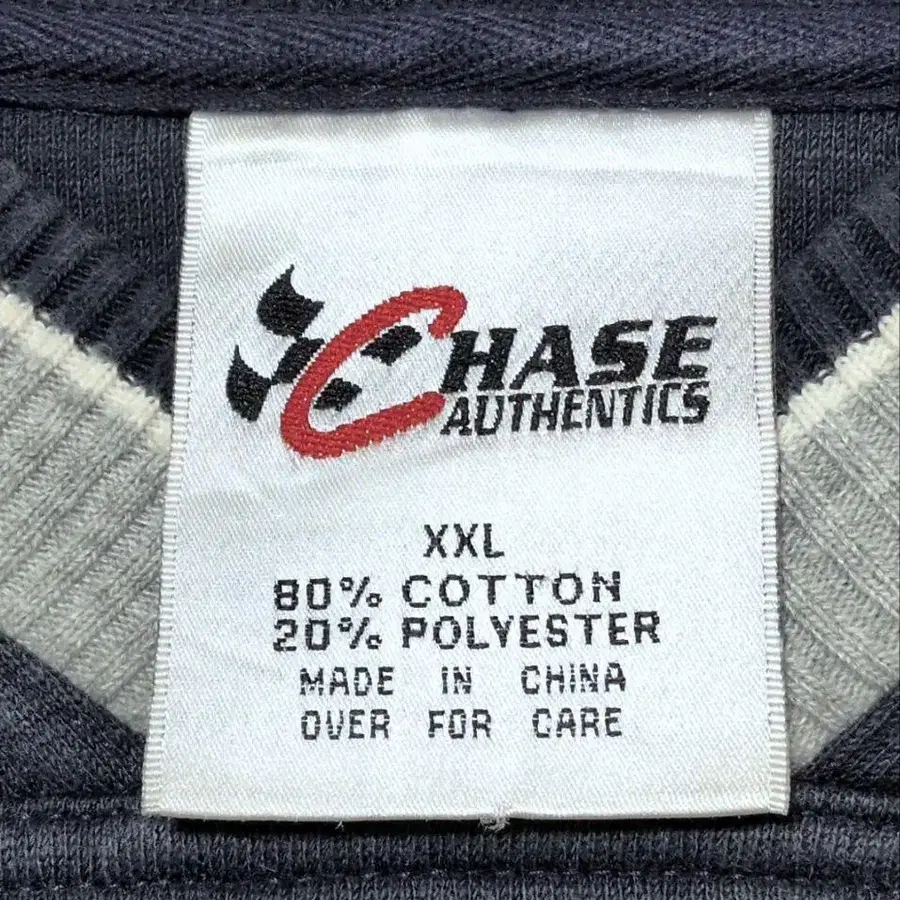 CHASE
AUTHENTICS
XXL
80% COTTON
20% POLYESTER
MADE IN CHINA
OVER FOR CARE